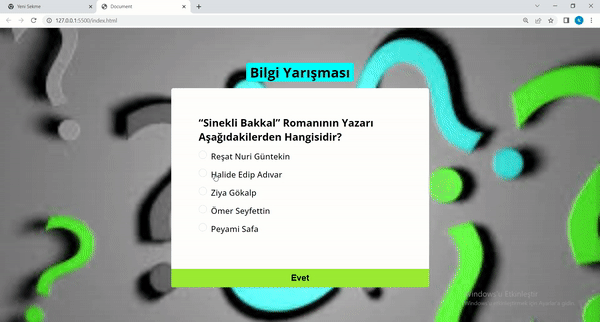 Yeni Sekme
Document
127.0.0.1:5500/index.html
Bilgi Yarışması
“Sinekli Bakkal” Romanının Yazarı
Aşağıdakilerden Hangisidir?
Reşat Nuri Güntekin
Halide Edip Adıvar
Ziya Gökalp
Ömer Seyfettin
Peyami Safa
Evet
Windows'u Etkinleştir